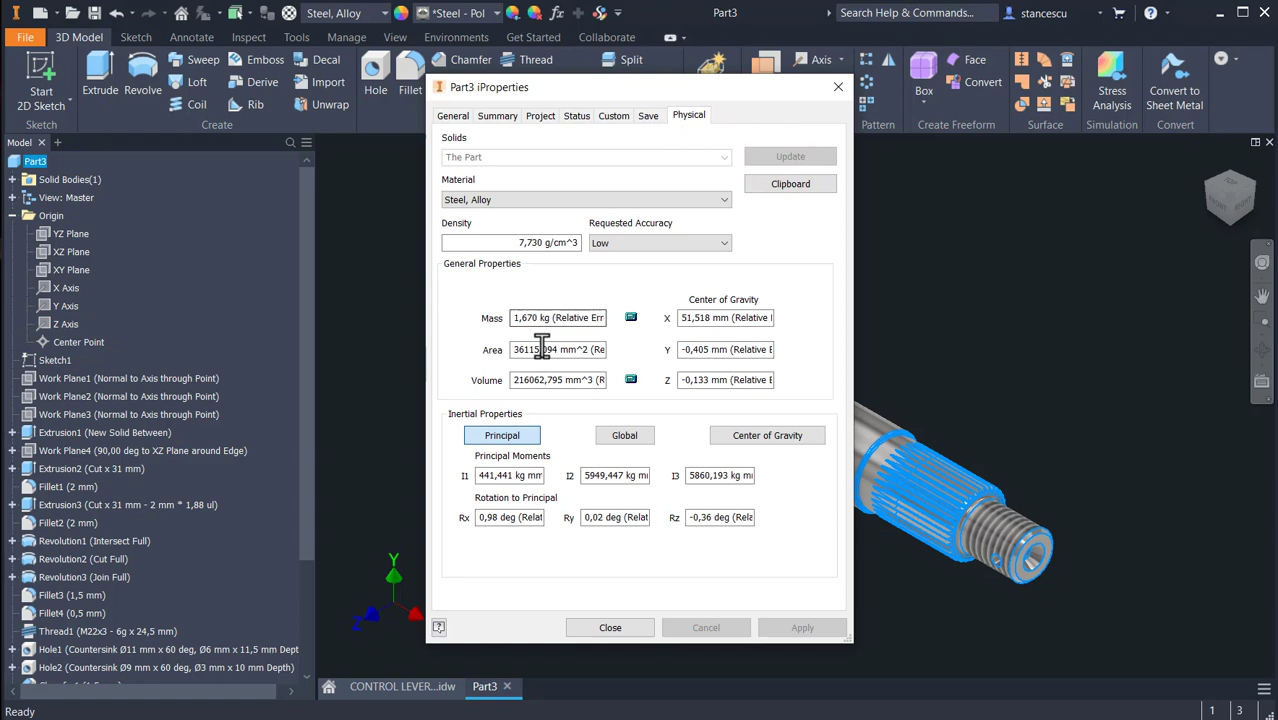 Steel, Alloy
*Steel - Pol
Part3
Search Help & Commands...
stancescu
File
3D Model
Sketch
Annotate
Inspect
Tools
Manage
View
Environments
Get Started
Collaborate
Start
2D Sketch
Sketch
Extrude
Revolve
Sweep
Loft
Coil
Emboss
Derive
Rib
Decal
Import
Unwrap
Create
Hole
Fillet
Chamfer
Thread
Split
Axis
Pattern
Box
Face
Convert
Create Freeform
Surface
Stress
Analysis
Simulation
Convert to
Sheet Metal
Convert
Model
Part3
Solid Bodies(1)
View: Master
Origin
YZ Plane
XZ Plane
XY Plane
X Axis
Y Axis
Z Axis
Center Point
Sketch1
Work Plane1 (Normal to Axis through Point)
Work Plane2 (Normal to Axis through Point)
Work Plane3 (Normal to Axis through Point)
Extrusion1 (New Solid Between)
Work Plane4 (90,00 deg to XZ Plane around Edge)
Extrusion2 (Cut x 31 mm)
Fillet1 (2 mm)
Extrusion3 (Cut x 31 mm - 2 mm * 1,88 ul)
Fillet2 (2 mm)
Revolution1 (Intersect Full)
Revolution2 (Cut Full)
Revolution3 (Join Full)
Fillet3 (1,5 mm)
Fillet4 (0,5 mm)
Thread1 (M22x3 - 6g x 24,5 mm)
Hole1 (Countersink Ø11 mm x 60 deg, Ø6 mm x 11,5 mm Depth)
Hole2 (Countersink Ø9 mm x 60 deg, Ø3 mm x 10 mm Depth)
Part3 iProperties
General
Summary
Project
Status
Custom
Save
Physical
Solids
The Part
Update
Material
Clipboard
Steel, Alloy
Density
Requested Accuracy
7,730 g/cm^3
Low
General Properties
Center of Gravity
Mass
1,670 kg (Relative Err
X
51,518 mm (Relative
Area
mm^2 (Re
Y
-0,405 mm (Relative E
Volume
216062,795 mm^3 (R
Z
-0,133 mm (Relative E
Inertial Properties
Principal
Global
Center of Gravity
Principal Moments
I1
441,441 kg mm
I2
5949,447 kg m
I3
5860,193 kg m
Rotation to Principal
Rx
0,98 deg (Relat
Ry
0,02 deg (Relat
Rz
-0,36 deg (Rela
Close
Cancel
Apply
Y
Z
FRONT
RIGHT
CONTROL LEVER...idw
Part3
Ready
1
3